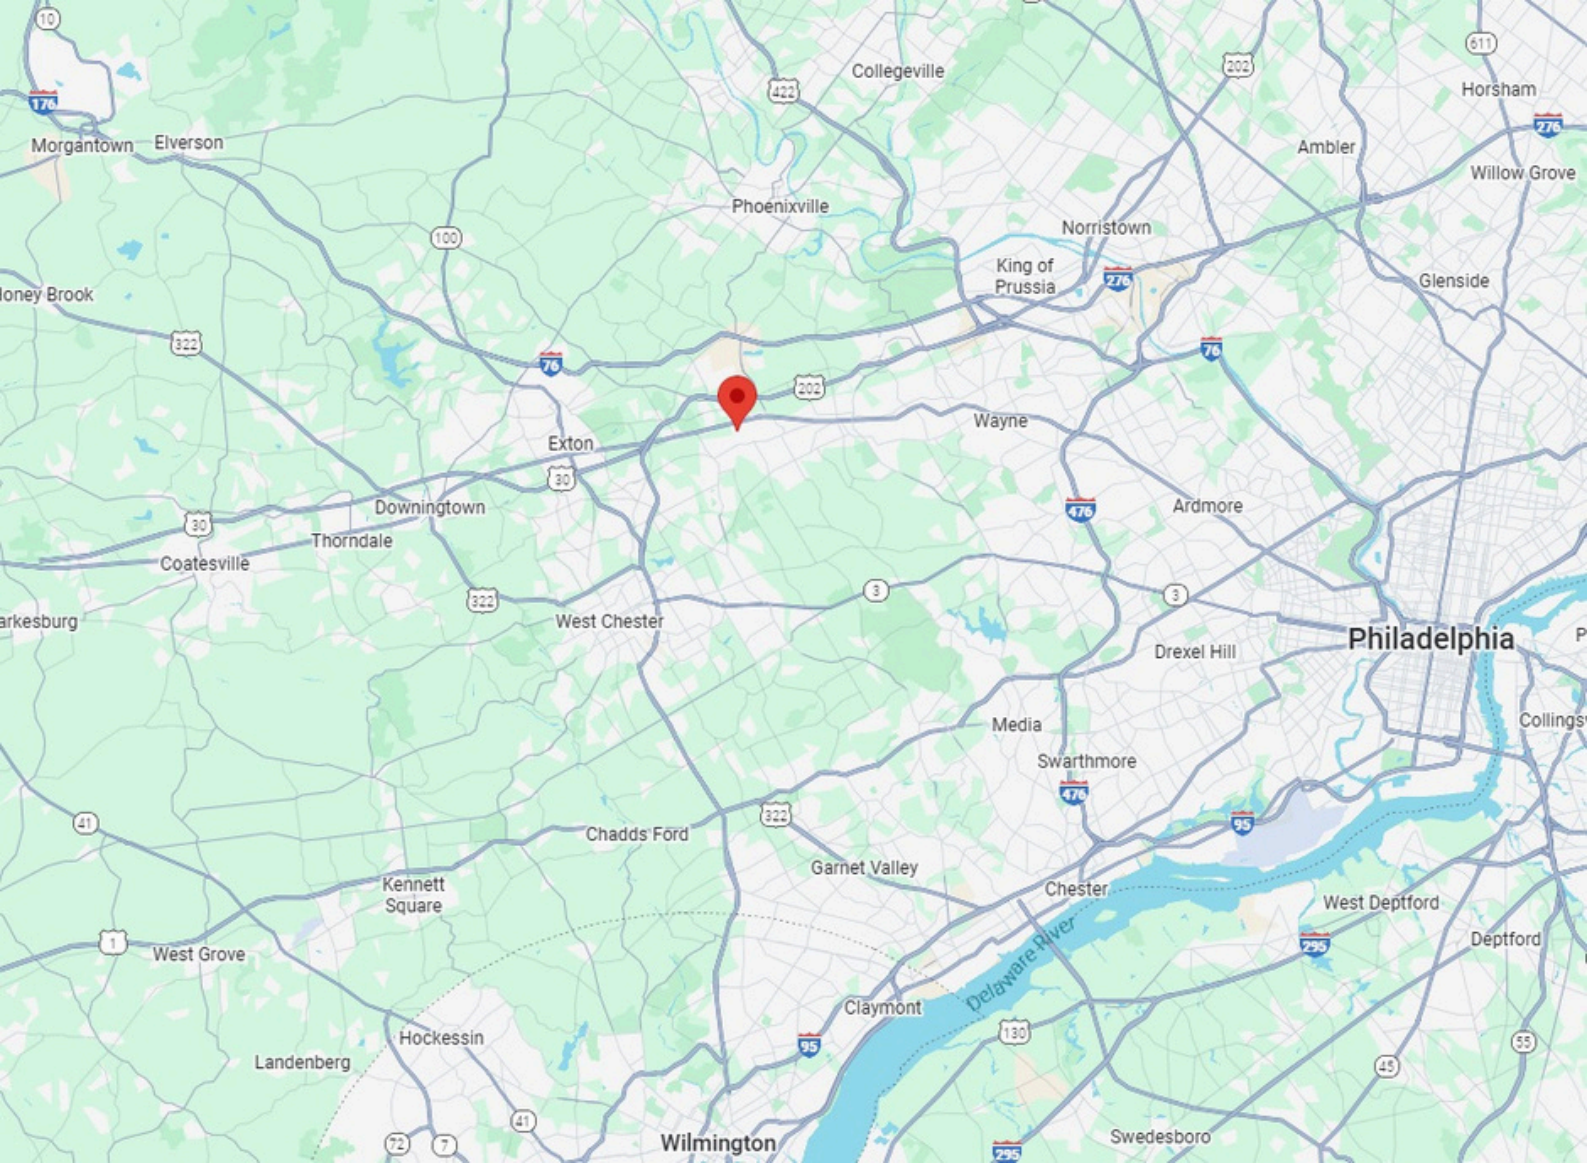 10
611
202
Collegeville
422
Horsham
176
276
Morgantown
Elverson
Ambler
Willow Grove
Phoenixville
Norristown
100
King of
Prussia
276
Glenside
oney Brook
322
76
76
202
Wayne
Exton
30
Downingtown
Ardmore
476
30
Thorndale
Coatesville
322
3
3
arkesburg
West Chester
Philadelphia
P
Drexel Hill
Media
Collingsw
Swarthmore
476
41
322
95
Chadds Ford
Garnet Valley
Kennett
Square
Chester
West Deptford
1
West Grove
295
Deptford
Delaware River
Claymont
130
Hockessin
95
55
Landenberg
45
41
72
7
Wilmington
Swedesboro
295